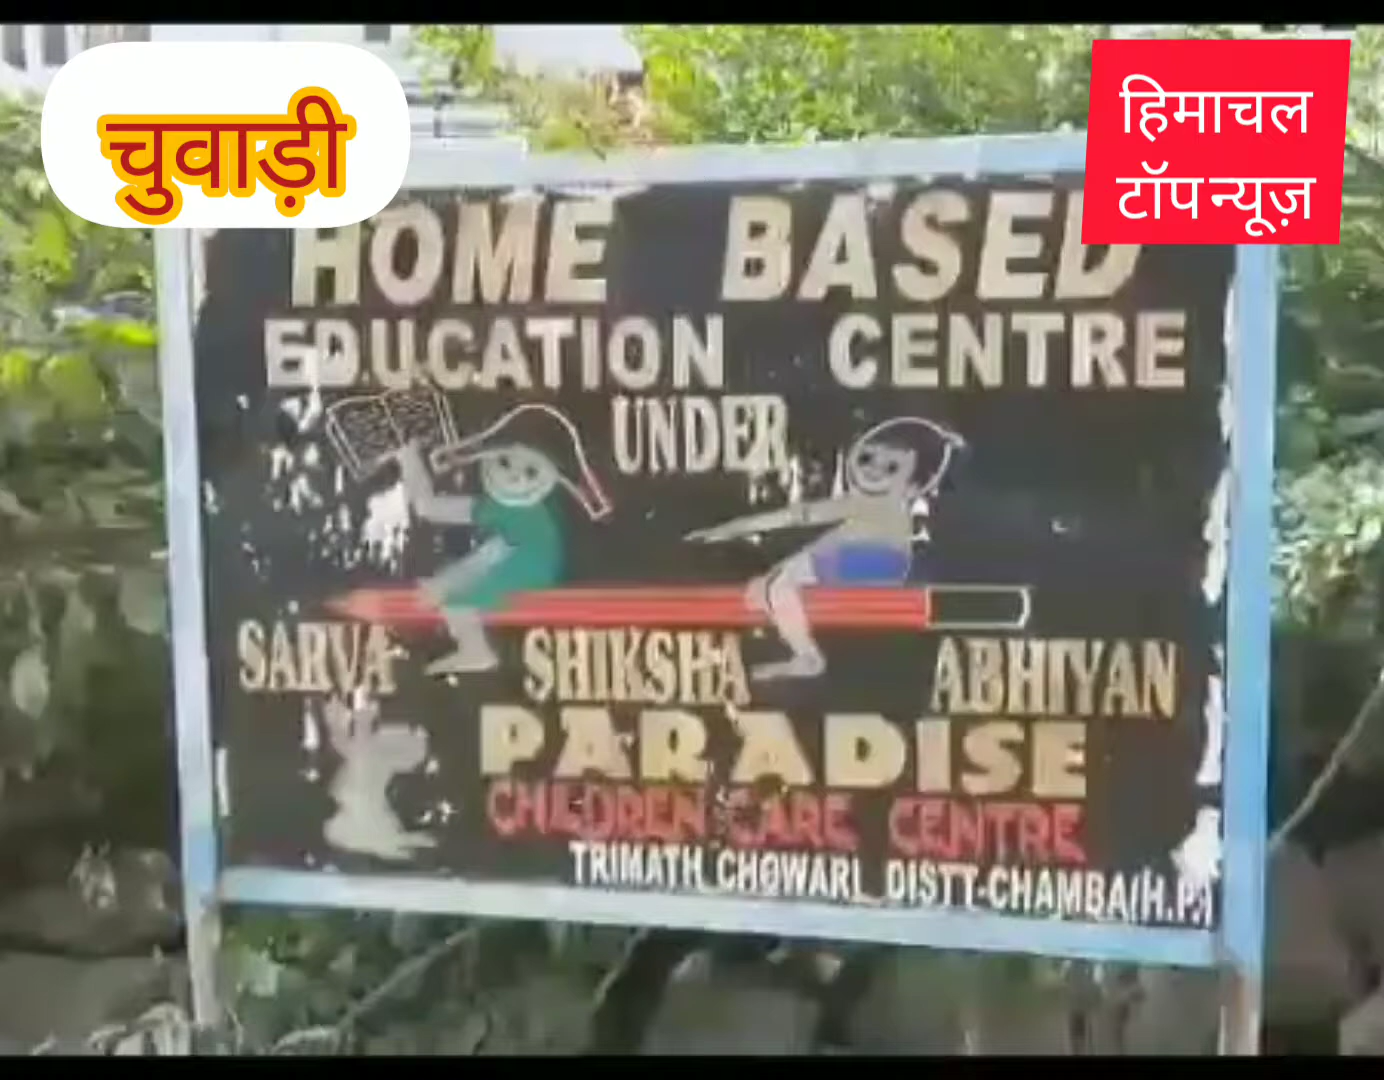 चुवाड़ी
हिमाचल
टॉप न्यूज़
HOME BASED
EDUCATION CENTRE
UNDER
SARVA SHIKSHA ABHIYAN
PARADISE
CHILDREN CARE CENTRE
TRIMATH CHOWARI DISTT-CHAMBA(H.P.)